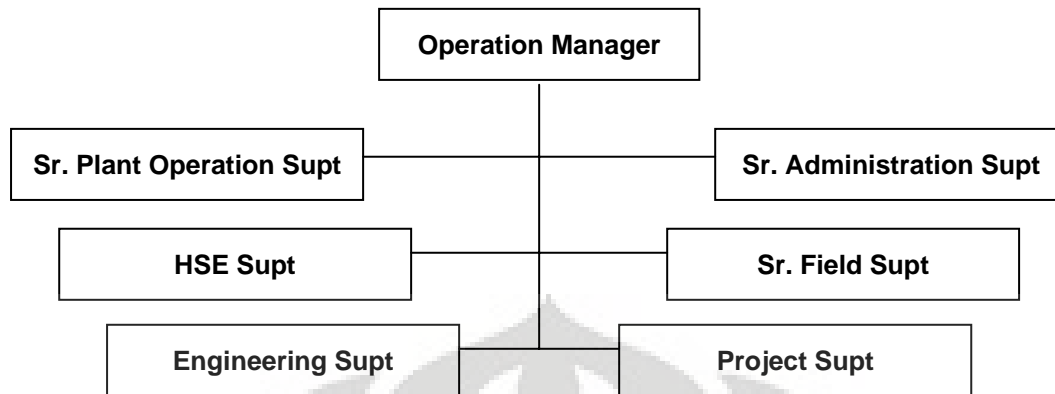 Operation Manager
Sr. Plant Operation Supt
Sr. Administration Supt
HSE Supt
Sr. Field Supt
Engineering Supt
Project Supt